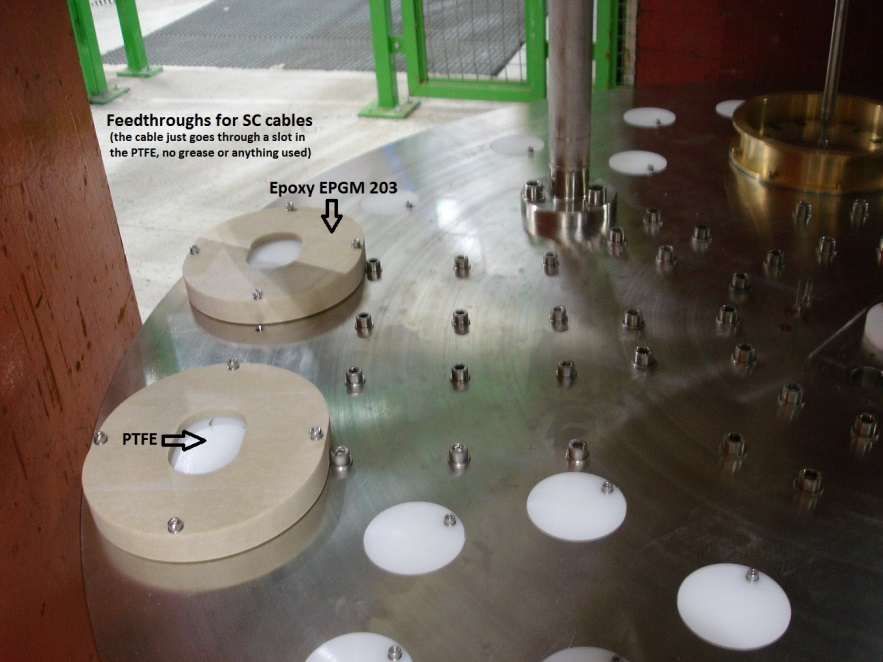 Feedthroughs for SC cables
(the cable just goes through a slot in
the PTFE, no grease or anything used)
Epoxy EPGM 203
PTFE